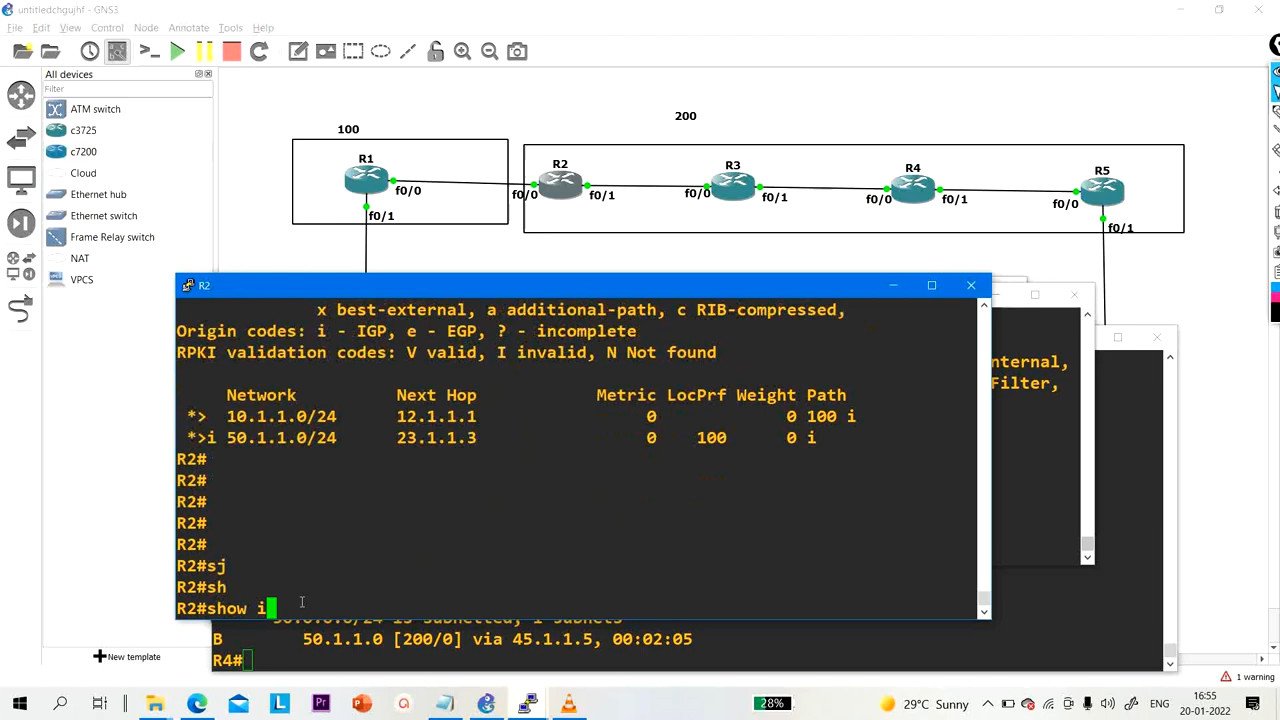 untitledchgujhf - GNS3
File Edit View Control Node Annotate Tools Help
All devices
Filter
ATM switch
c3725
c7200
Cloud
Ethernet hub
Ethernet switch
Frame Relay switch
NAT
VPCS
New template
200
100
R1
f0/0
f0/1
R2
f0/0
f0/1
R3
f0/0
f0/1
R4
f0/0
f0/1
R5
f0/0
f0/1
R2
x best-external, a additional-path, c RIB-compressed,
Origin codes: i - IGP, e - EGP, ? - incomplete
RPKI validation codes: V valid, I invalid, N Not found
Network Next Hop Metric LocPrf Weight Path
*> 10.1.1.0/24 12.1.1.1 0 0 100 i
*>i 50.1.1.0/24 23.1.1.3 0 100 0 i
R2#
R2#
R2#
R2#
R2#
R2#sj
R2#sh
R2#show i
nternal,
Filter,
B 50.1.1.0 [200/0] via 45.1.1.5, 00:02:05
R4#
1 warning
28%
29°C Sunny
ENG
16:55
20-01-2022